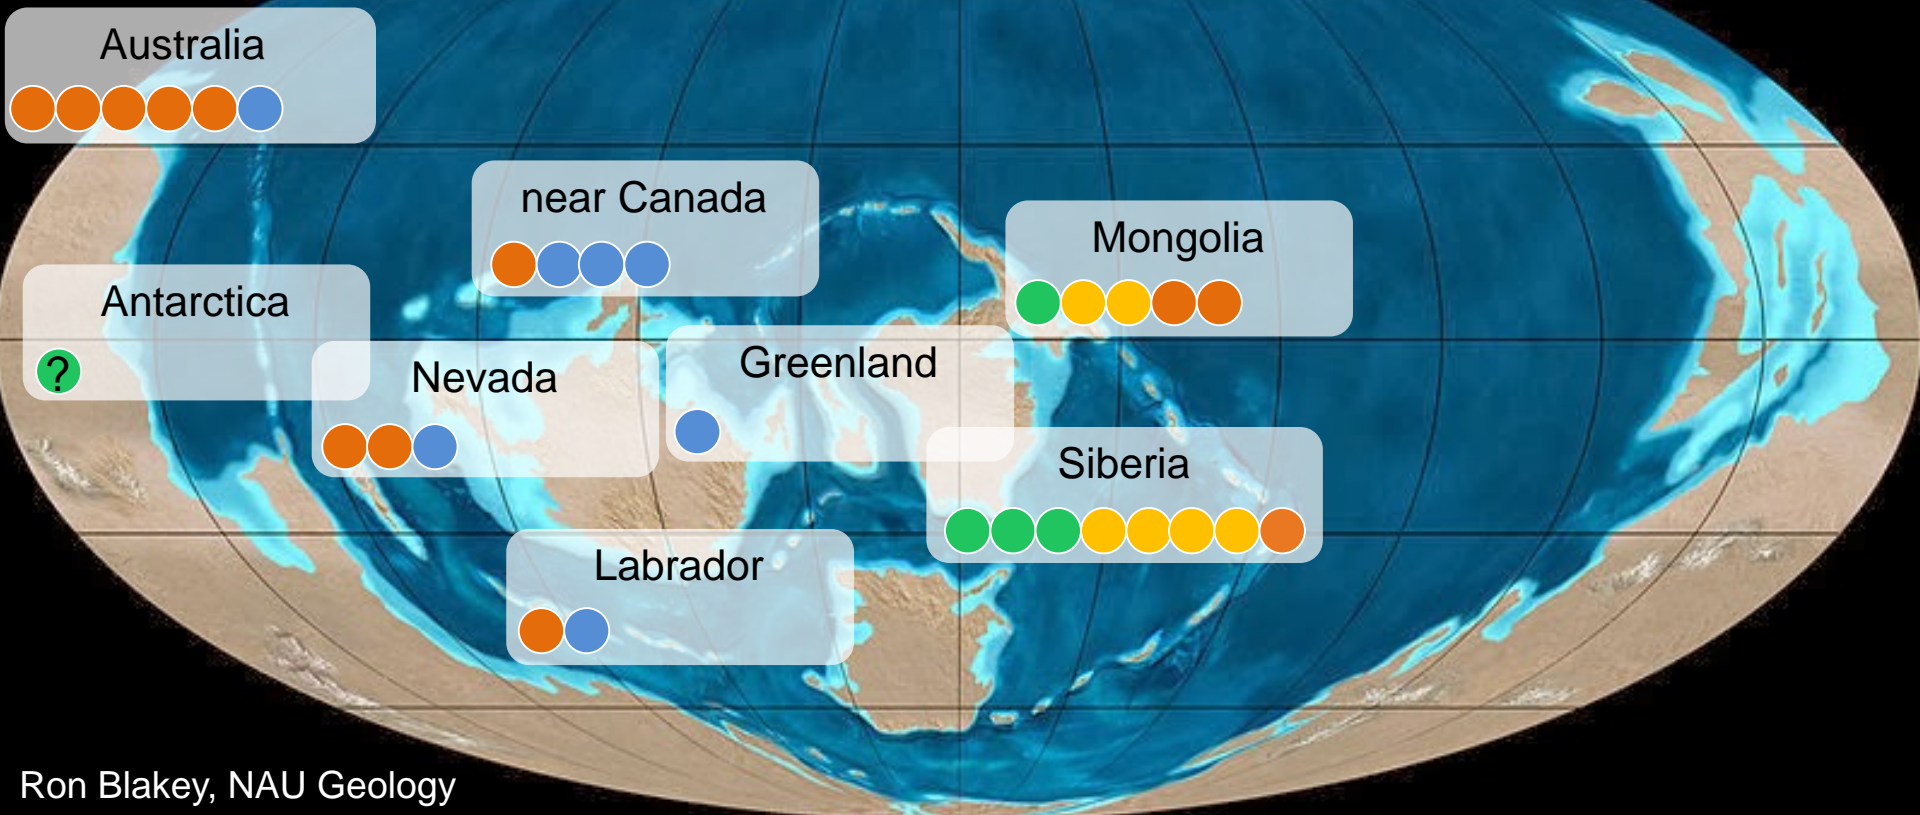 Australia
near Canada
Mongolia
Antarctica
?
Nevada
Greenland
Siberia
Labrador
Ron Blakey, NAU Geology